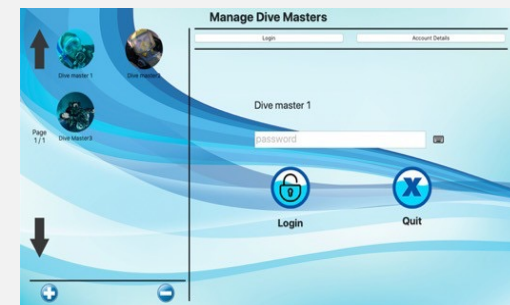 Manage Dive Masters
Login
Account Details
Dive master 1
Dive master2
Dive Master3
Page
1 / 1
Dive master 1
password
Login
X
Quit